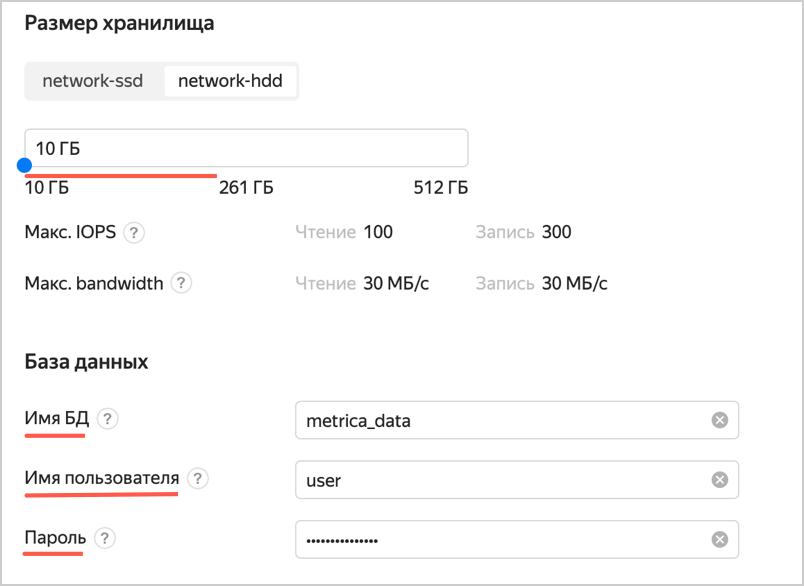 Размер хранилища
network-ssd network-hdd
10 ГБ
10 ГБ 261 ГБ 512 ГБ
Макс. IOPS ? Чтение 100 Запись 300
Макс. bandwidth ? Чтение 30 МБ/с Запись 30 МБ/с
База данных
Имя БД ? metrica_data
Имя пользователя ? user
Пароль ? •••••••••••••••